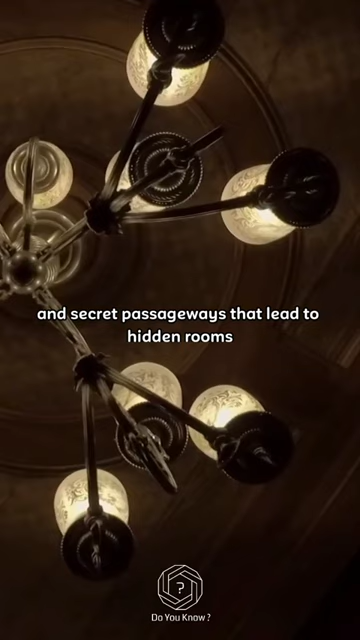 and secret passageways that lead to
hidden rooms
?
Do You Know ?